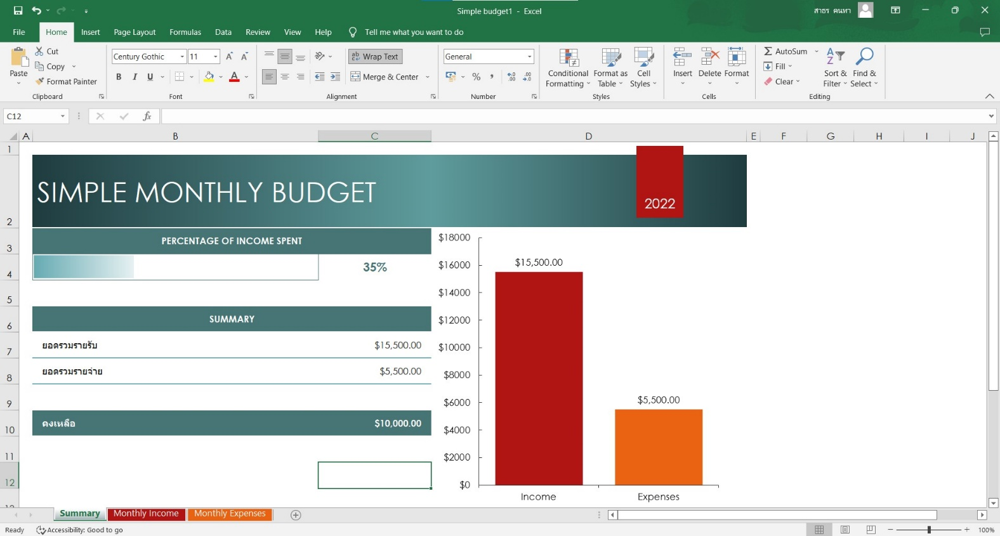 Simple budget1 - Excel
สาธร คนทา
File Home Insert Page Layout Formulas Data Review View Help Tell me what you want to do
Paste
Cut
Copy
Format Painter
Clipboard
Century Gothic 11
B I U A
Font
ab Wrap Text
Merge & Center
Alignment
General
% ,
Number
Conditional Formatting
Format as Table
Cell Styles
Styles
Insert Delete Format
Cells
AutoSum
Fill
Clear
Sort & Filter
Find & Select
Editing
C12
fx
A B C D E F G H I J
1
2
3
4
5
6
7
8
9
10
11
12
SIMPLE MONTHLY BUDGET
2022
PERCENTAGE OF INCOME SPENT
35%
SUMMARY
ยอดรวมรายรับ $15,500.00
ยอดรวมรายจ่าย $5,500.00
คงเหลือ $10,000.00
$18000
$16000
$14000
$12000
$10000
$8000
$6000
$4000
$2000
$0
$15,500.00
$5,500.00
Income Expenses
Summary Monthly Income Monthly Expenses
Ready Accessibility: Good to go
100%